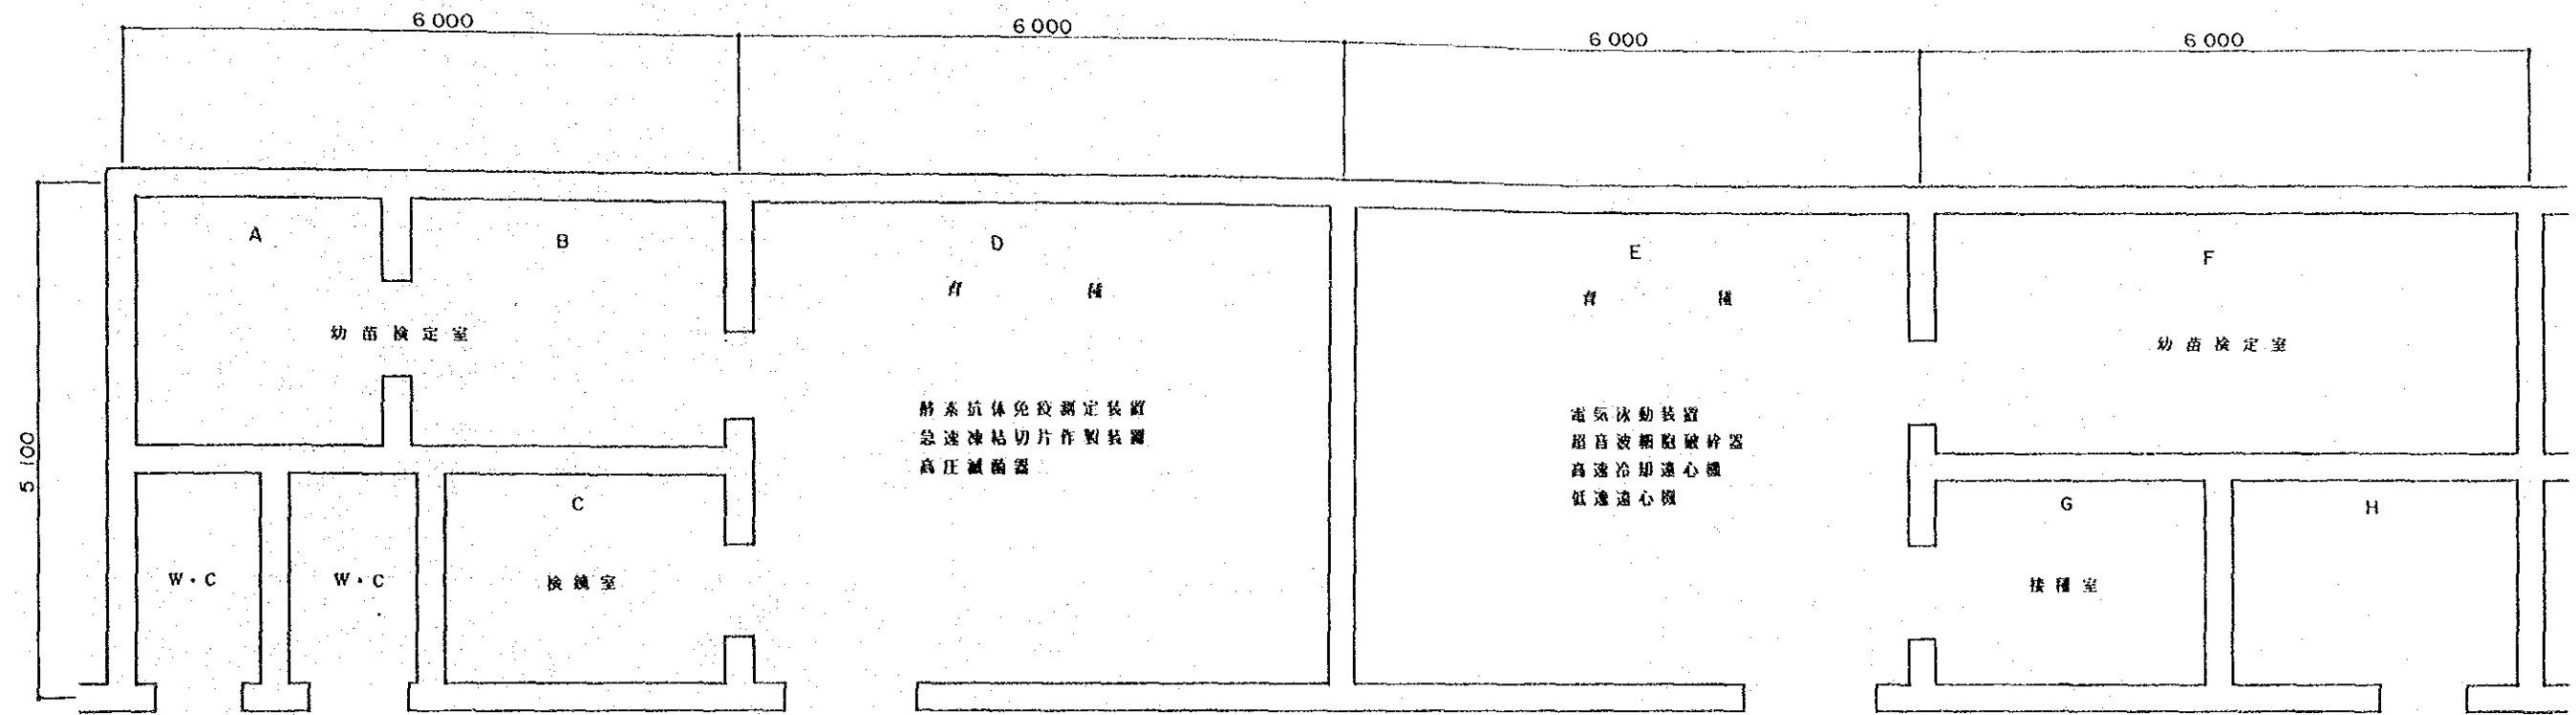 6 000
6 000
6 000
6 000
5 100
A
B
幼苗検定室
W・C
W・C
C
検鏡室
D
育種
酵素抗体免疫測定装置
急速凍結切片作製装置
高圧滅菌器
E
育種
電気泳動装置
超音波細胞破砕器
高速冷却遠心機
低速遠心機
F
幼苗検定室
G
接種室
H